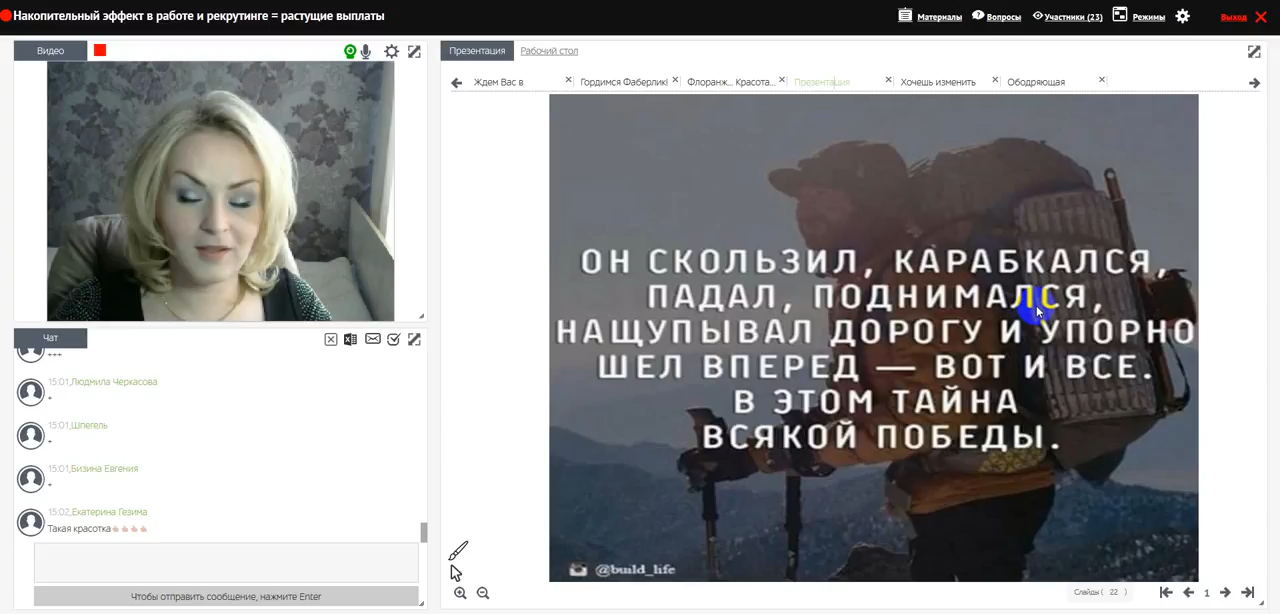 Накопительный эффект в работе и рекрутинге = растущие выплаты
Материалы
Вопросы
Участники (23)
Режимы
Выход
Видео
Презентация
Рабочий стол
Ждем Вас в
Гордимся Фаберлик!
Флоранж... Красота...
Презентация
Хочешь изменить
Ободряющая
ОН СКОЛЬЗИЛ, КАРАБКАЛСЯ,
ПАДАЛ, ПОДНИМАЛСЯ,
НАЩУПЫВАЛ ДОРОГУ И УПОРНО
ШЕЛ ВПЕРЕД — ВОТ И ВСЕ.
В ЭТОМ ТАЙНА
ВСЯКОЙ ПОБЕДЫ.
@build_life
Чат
+++
15:01,Людмила Черкасова
+
15:01,Шпегель
+
15:01,Бизина Евгения
+
15:02,Екатерина Гезима
Такая красотка
Чтобы отправить сообщение, нажмите Enter
Слайды ( 22 )
1